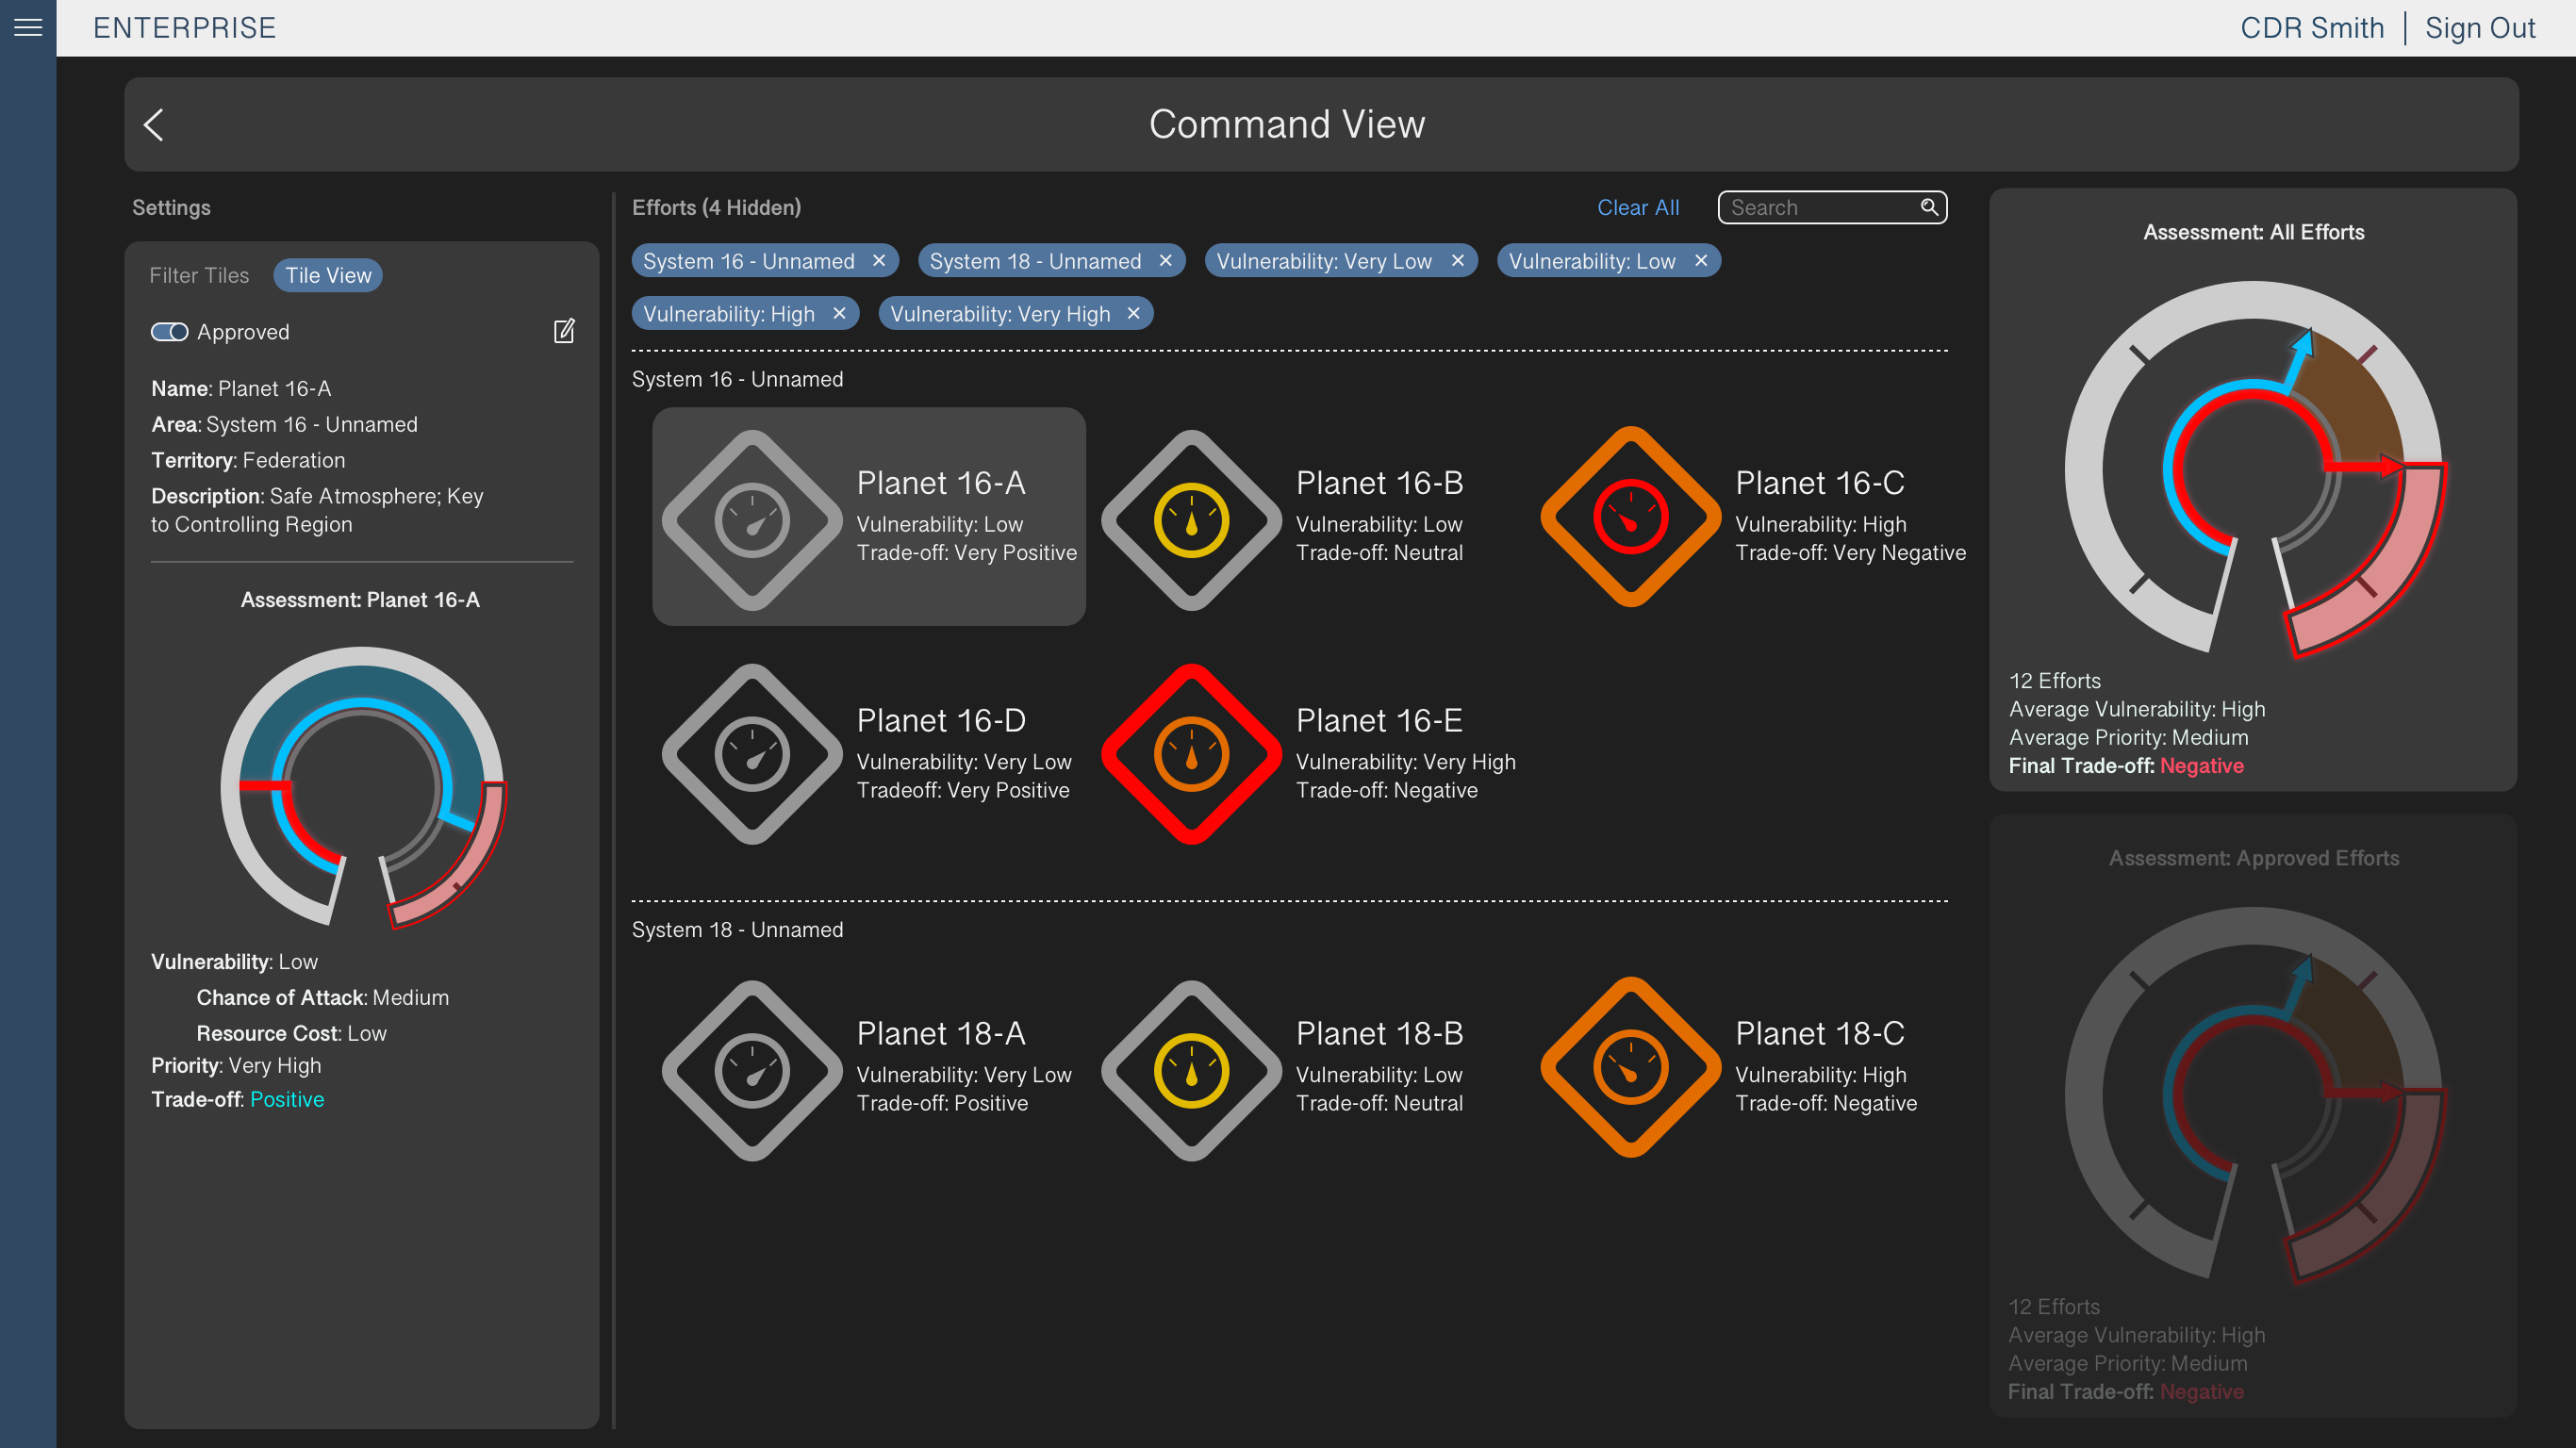 ENTERPRISE
CDR Smith | Sign Out
Command View
Settings
Filter Tiles
Tile View
Approved
Name: Planet 16-A
Area: System 16 - Unnamed
Territory: Federation
Description: Safe Atmosphere; Key
to Controlling Region
Assessment: Planet 16-A
Vulnerability: Low
Chance of Attack: Medium
Resource Cost: Low
Priority: Very High
Trade-off: Positive
Efforts (4 Hidden)
Clear All
Search
System 16 - Unnamed ×
System 18 - Unnamed ×
Vulnerability: Very Low ×
Vulnerability: Low ×
Vulnerability: High ×
Vulnerability: Very High ×
System 16 - Unnamed
Planet 16-A
Vulnerability: Low
Trade-off: Very Positive
Planet 16-B
Vulnerability: Low
Trade-off: Neutral
Planet 16-C
Vulnerability: High
Trade-off: Very Negative
Planet 16-D
Vulnerability: Very Low
Tradeoff: Very Positive
Planet 16-E
Vulnerability: Very High
Trade-off: Negative
System 18 - Unnamed
Planet 18-A
Vulnerability: Very Low
Trade-off: Positive
Planet 18-B
Vulnerability: Low
Trade-off: Neutral
Planet 18-C
Vulnerability: High
Trade-off: Negative
Assessment: All Efforts
12 Efforts
Average Vulnerability: High
Average Priority: Medium
Final Trade-off: Negative
Assessment: Approved Efforts
12 Efforts
Average Vulnerability: High
Average Priority: Medium
Final Trade-off: Negative